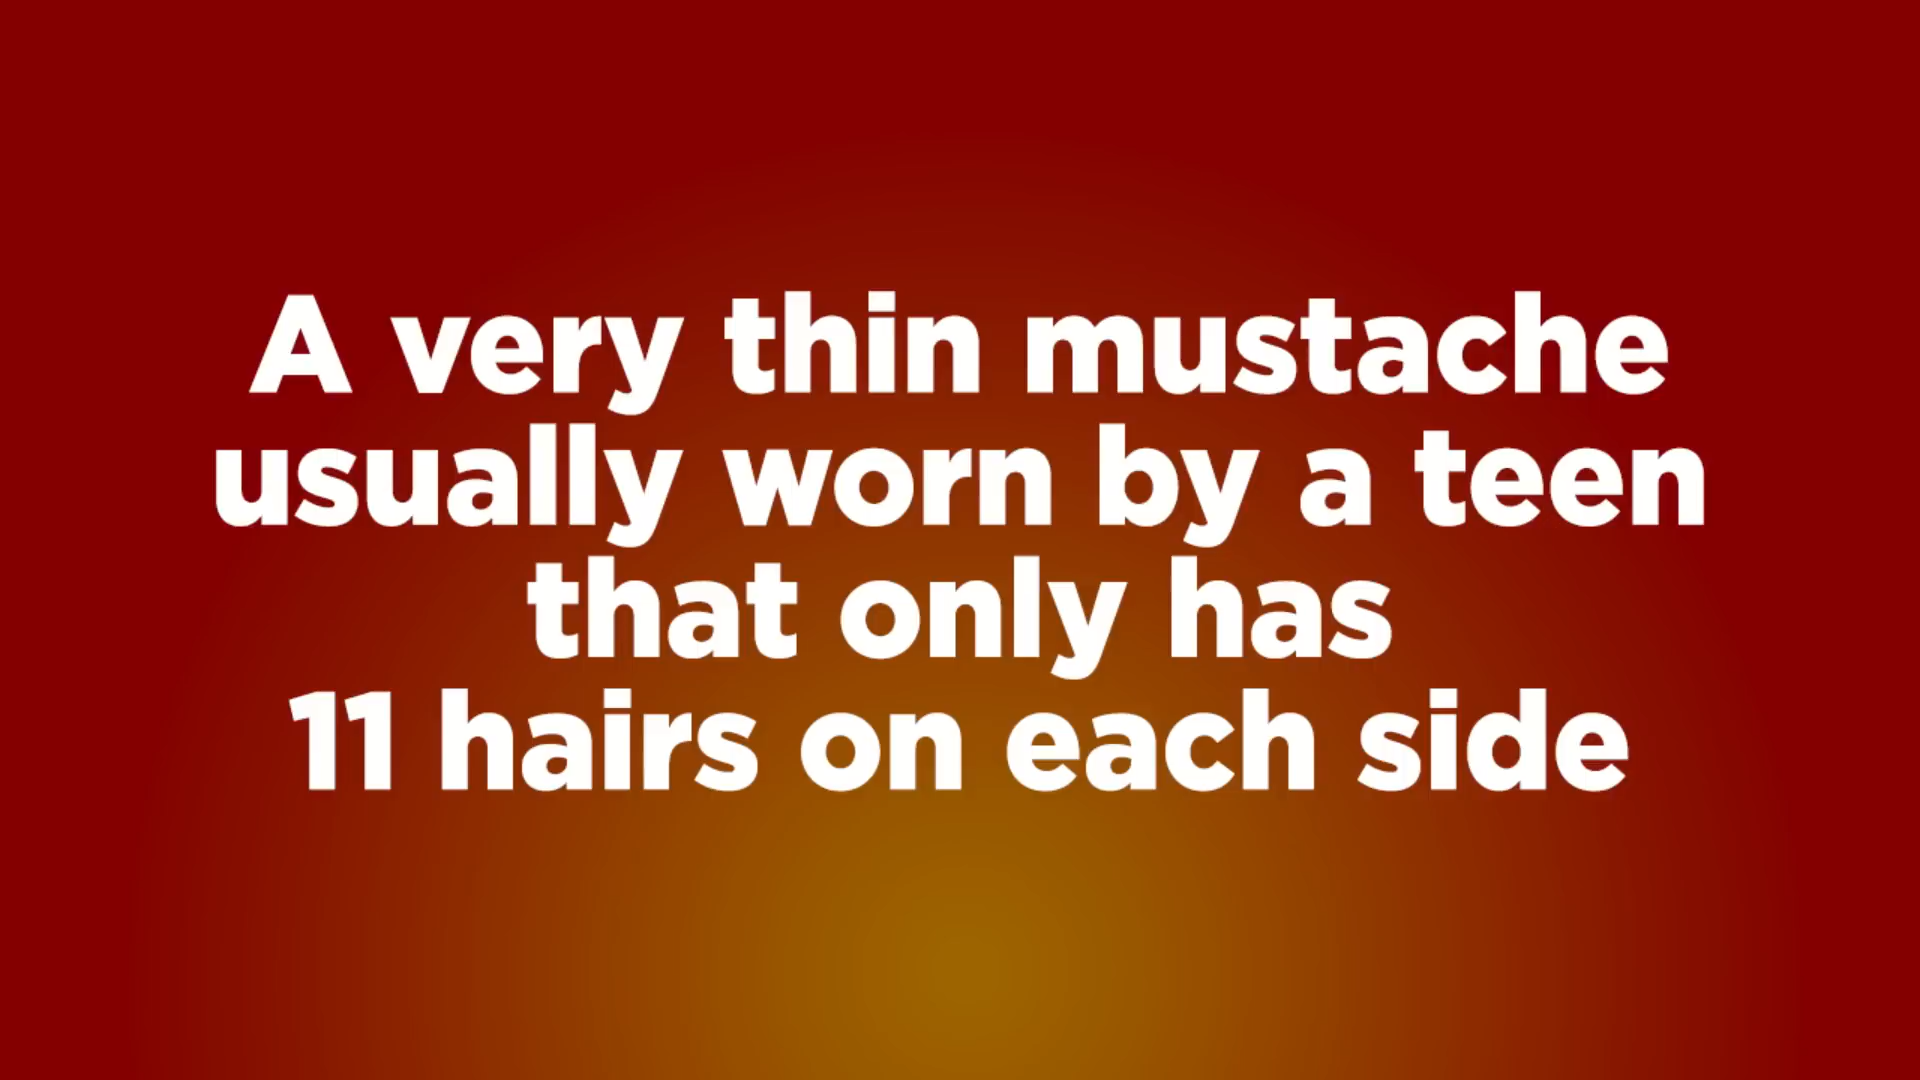 A very thin mustache
usually worn by a teen
that only has
11 hairs on each side